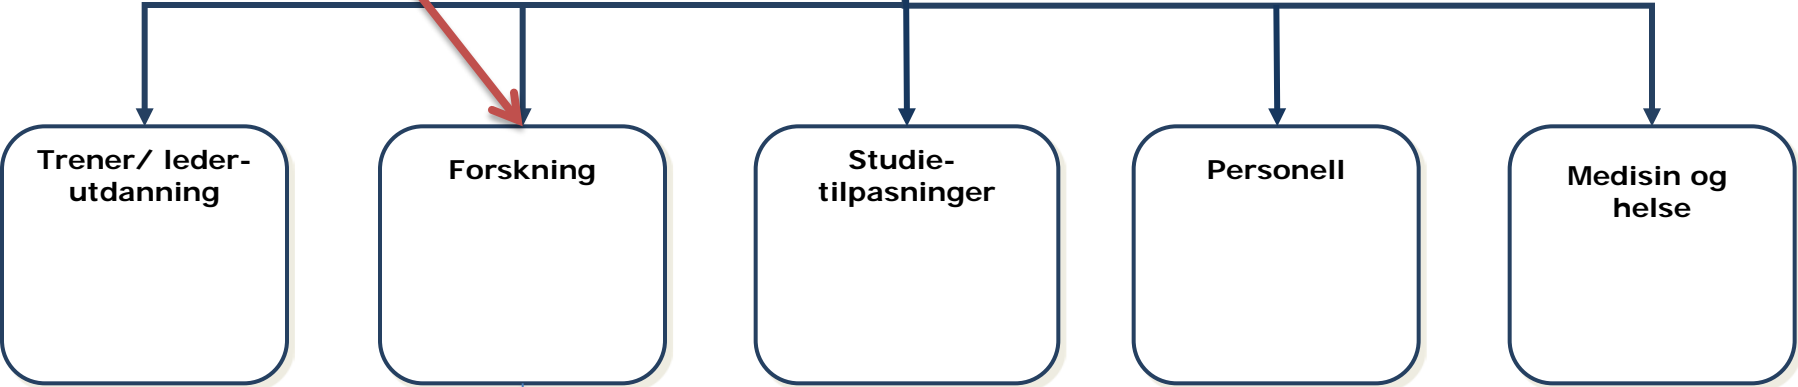 Trener/ leder-
utdanning
Forskning
Studie-
tilpasninger
Personell
Medisin og
helse